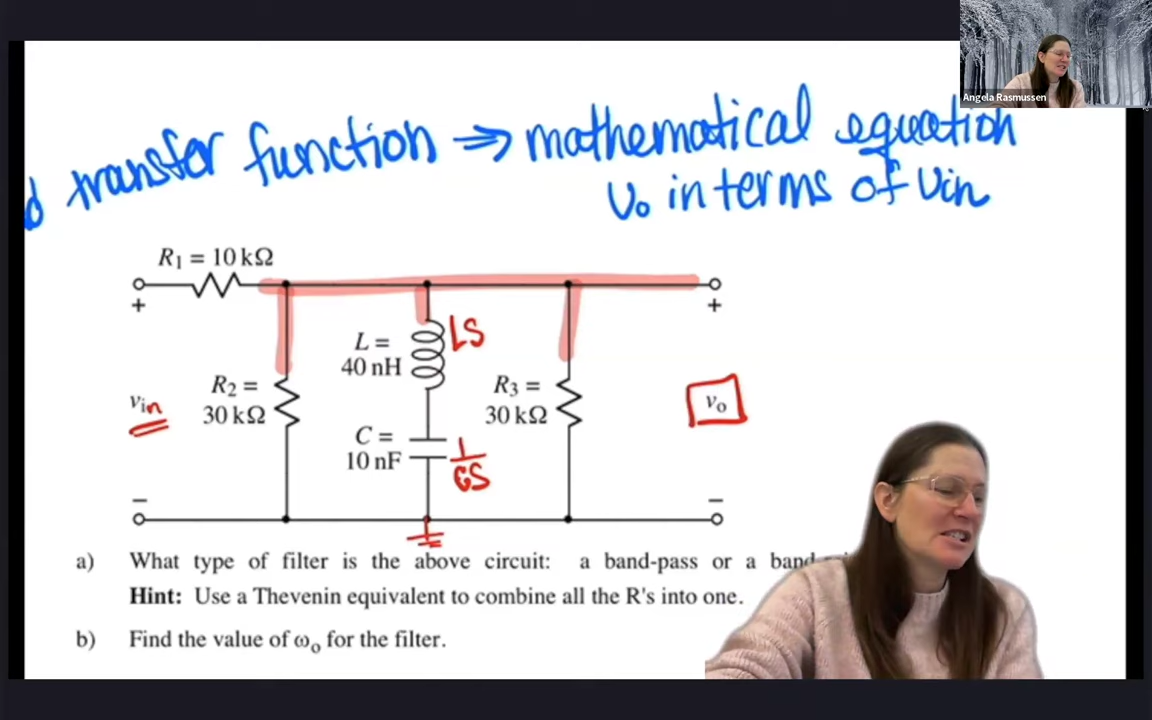 Angela Rasmussen
transfer function ⇒ mathematical equation
Vo in terms of Vin
R1 = 10 kΩ
+
+
L =
40 nH
LS
R2 =
30 kΩ
R3 =
30 kΩ
vin
vo
C =
10 nF
1
CS
−
−
a) What type of filter is the above circuit: a band-pass or a band
Hint: Use a Thevenin equivalent to combine all the R's into one.
b) Find the value of ωo for the filter.